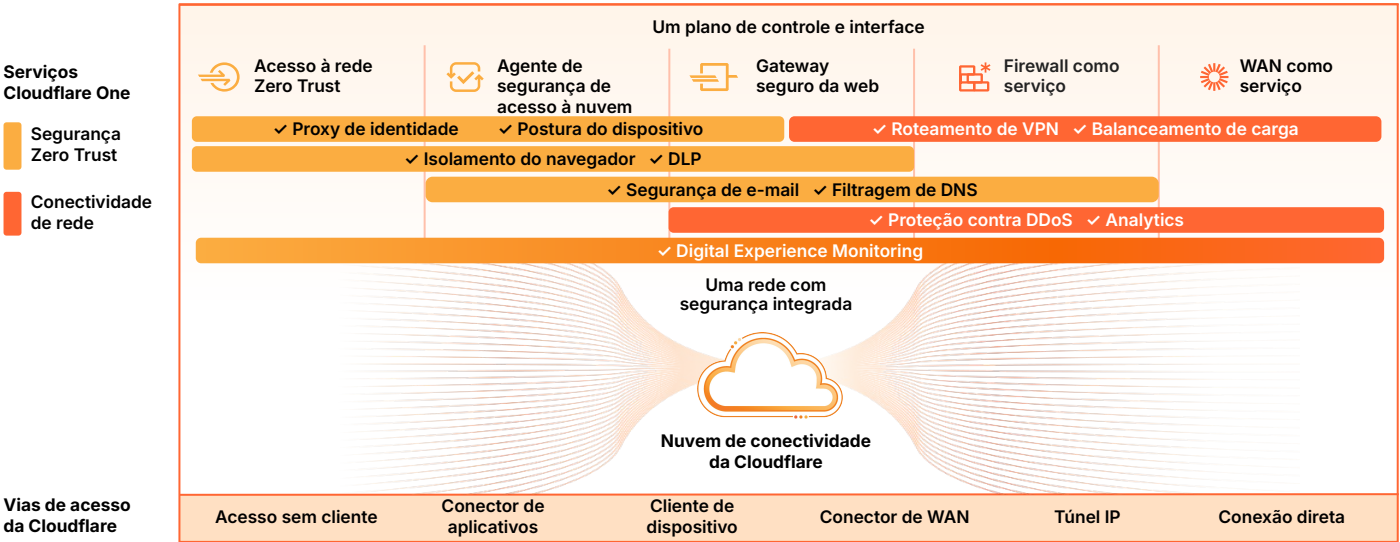 Um plano de controle e interface
Serviços
Cloudflare One
Acesso à rede
Zero Trust
Agente de
segurança de
acesso à nuvem
Gateway
seguro da web
Firewall como
serviço
WAN como
serviço
Segurança
Zero Trust
Conectividade
de rede
✓ Proxy de identidade ✓ Postura do dispositivo
✓ Roteamento de VPN ✓ Balanceamento de carga
✓ Isolamento do navegador ✓ DLP
✓ Segurança de e-mail ✓ Filtragem de DNS
✓ Proteção contra DDoS ✓ Analytics
✓ Digital Experience Monitoring
Uma rede com
segurança integrada
Nuvem de conectividade
da Cloudflare
Vias de acesso
da Cloudflare
Acesso sem cliente
Conector de
aplicativos
Cliente de
dispositivo
Conector de WAN
Túnel IP
Conexão direta